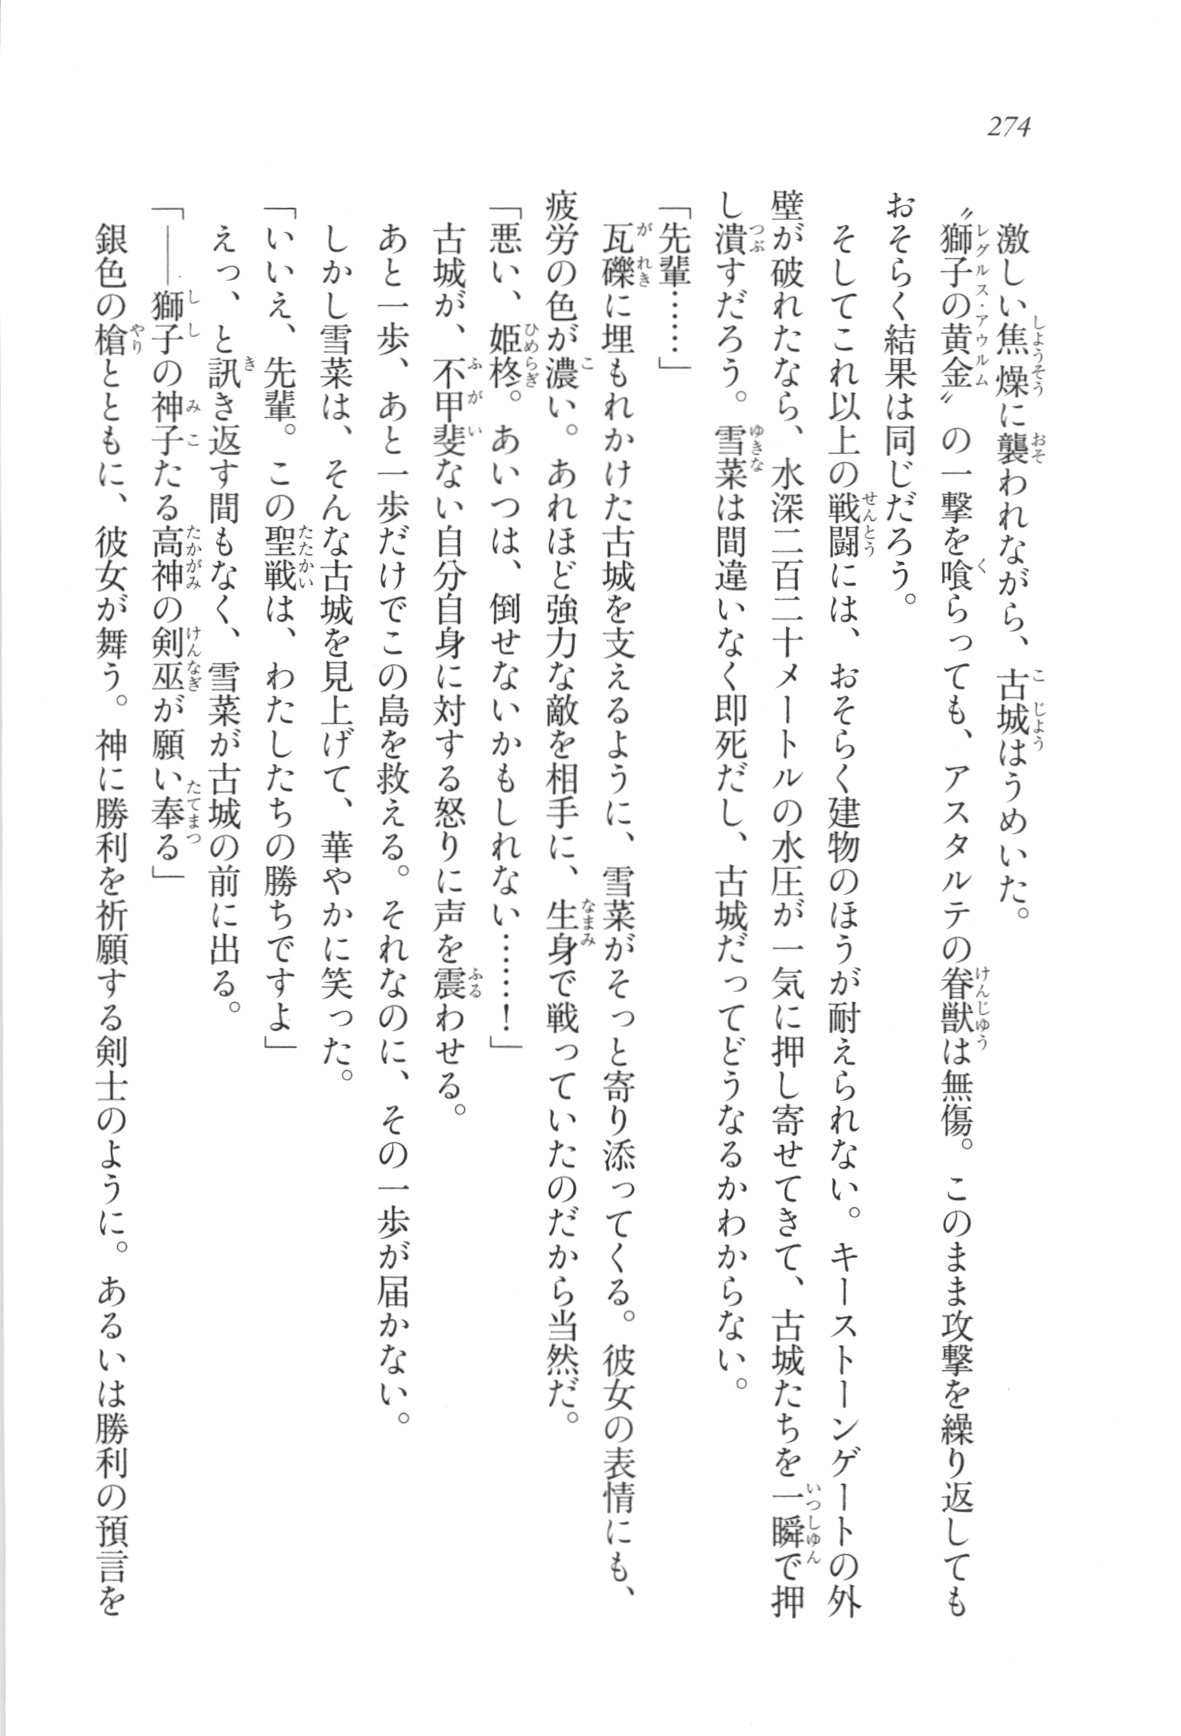 274
激しい焦燥に襲われながら、古城はうめいた。
〝獅子の黄金〟の一撃を喰らっても、アスタルテの眷獣は無傷。このまま攻撃を繰り返しても
おそらく結果は同じだろう。
そしてこれ以上の戦闘には、おそらく建物のほうが耐えられない。キーストーンゲートの外
壁が破れたなら、水深二百二十メートルの水圧が一気に押し寄せてきて、古城たちを一瞬で押
し潰すだろう。雪菜は間違いなく即死だし、古城だってどうなるかわからない。
「先輩……」
瓦礫に埋もれかけた古城を支えるように、雪菜がそっと寄り添ってくる。彼女の表情にも、
疲労の色が濃い。あれほど強力な敵を相手に、生身で戦っていたのだから当然だ。
「悪い、姫柊。あいつは、倒せないかもしれない……！」
古城が、不甲斐ない自分自身に対する怒りに声を震わせる。
あと一歩、あと一歩だけでこの島を救える。それなのに、その一歩が届かない。
しかし雪菜は、そんな古城を見上げて、華やかに笑った。
「いいえ、先輩。この聖戦は、わたしたちの勝ちですよ」
えっ、と訊き返す間もなく、雪菜が古城の前に出る。
「――獅子の神子たる高神の剣巫が願い奉る」
銀色の槍とともに、彼女が舞う。神に勝利を祈願する剣士のように。あるいは勝利の預言を